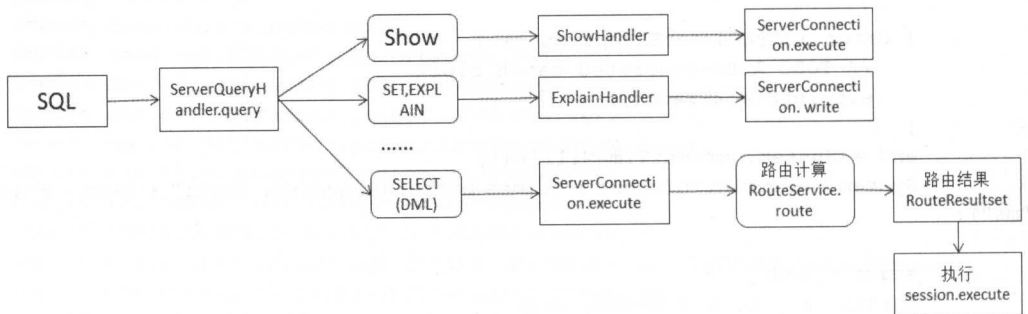 SQL
ServerQueryH
andler.query
Show
ShowHandler
ServerConnecti
on.execute
SET,EXPL
AIN
ExplainHandler
ServerConnecti
on. write
......
SELECT
(DML)
ServerConnecti
on.execute
路由计算
RouteService.
route
路由结果
RouteResultset
执行
session.execute